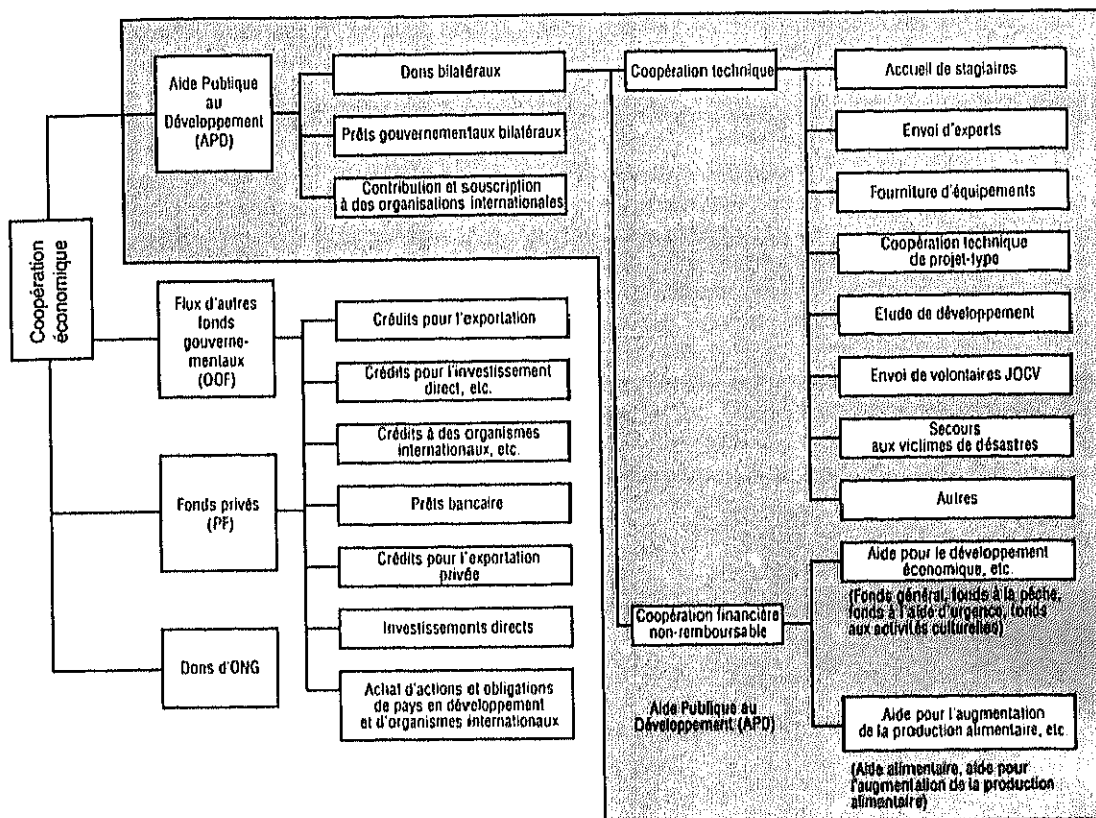 Coopération
économique
Aide Publique
au
Développement
(APD)
Dons bilatéraux
Prêts gouvernementaux bilatéraux
Contribution et souscription
à des organisations internationales
Coopération technique
Accueil de stagiaires
Envoi d'experts
Fourniture d'équipements
Coopération technique
de projet-type
Etude de développement
Envoi de volontaires JOCV
Secours
aux victimes de désastres
Autres
Coopération financière
non-remboursable
Aide pour le développement
économique, etc.
(Fonds général, fonds à la pêche,
fonds à l'aide d'urgence, fonds
aux activités culturelles)
Aide pour l'augmentation
de la production alimentaire, etc.
(Aide alimentaire, aide pour
l'augmentation de la production
alimentaire)
Aide Publique au
Développement (APD)
Flux d'autres
fonds
gouverne-
mentaux
(OOF)
Fonds privés
(PF)
Crédits pour l'exportation
Crédits pour l'investissement
direct, etc.
Crédits à des organismes
internationaux, etc.
Prêts bancaire
Crédits pour l'exportation
privée
Investissements directs
Achat d'actions et obligations
de pays en développement
et d'organismes internationaux
Dons d'ONG